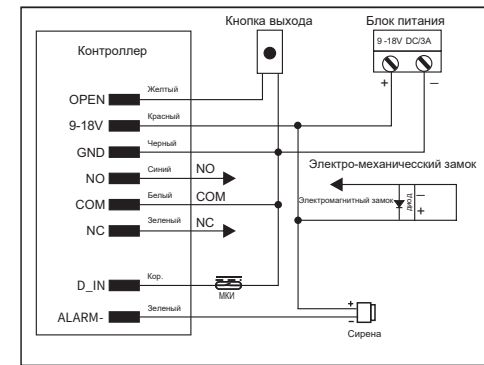 Кнопка выхода
Блок питания
9 -18V DC/3A
+
–
Контроллер
OPEN
Желтый
9-18V
Красный
GND
Черный
NO
Синий
NO
COM
Белый
COM
NC
Зеленый
NC
Электро-механичесский замок
Электромагнитный замок
диод
–
+
D_IN
Кор.
МКИ
ALARM-
Зеленый
+
–
Сирена